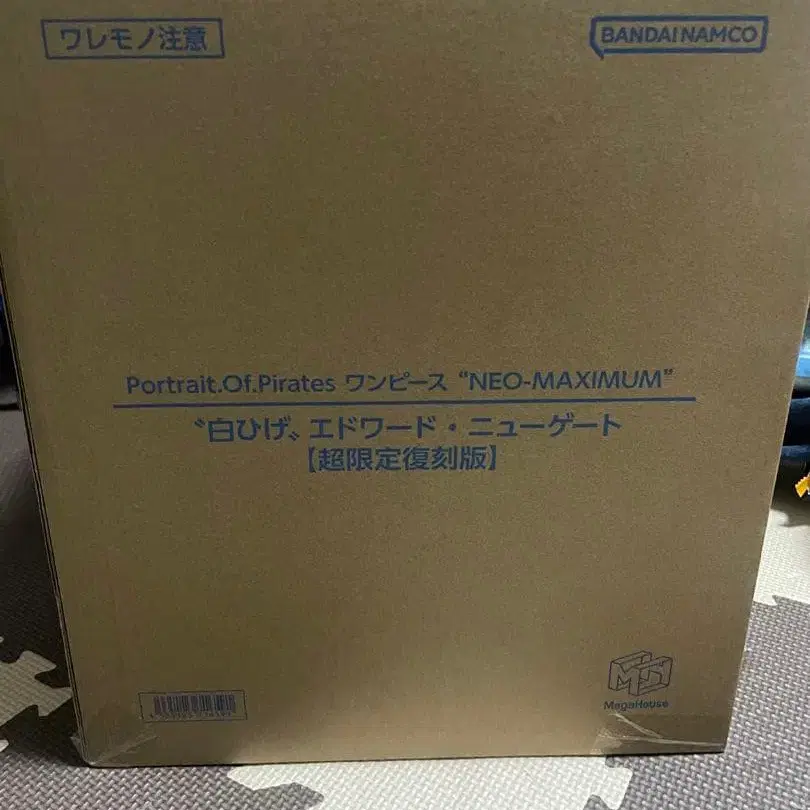 ワレモノ注意
BANDAI NAMCO
Portrait.Of.Pirates ワンピース "NEO-MAXIMUM"
〝白ひげ〟エドワード・ニューゲート
【超限定復刻版】
MH
MegaHouse